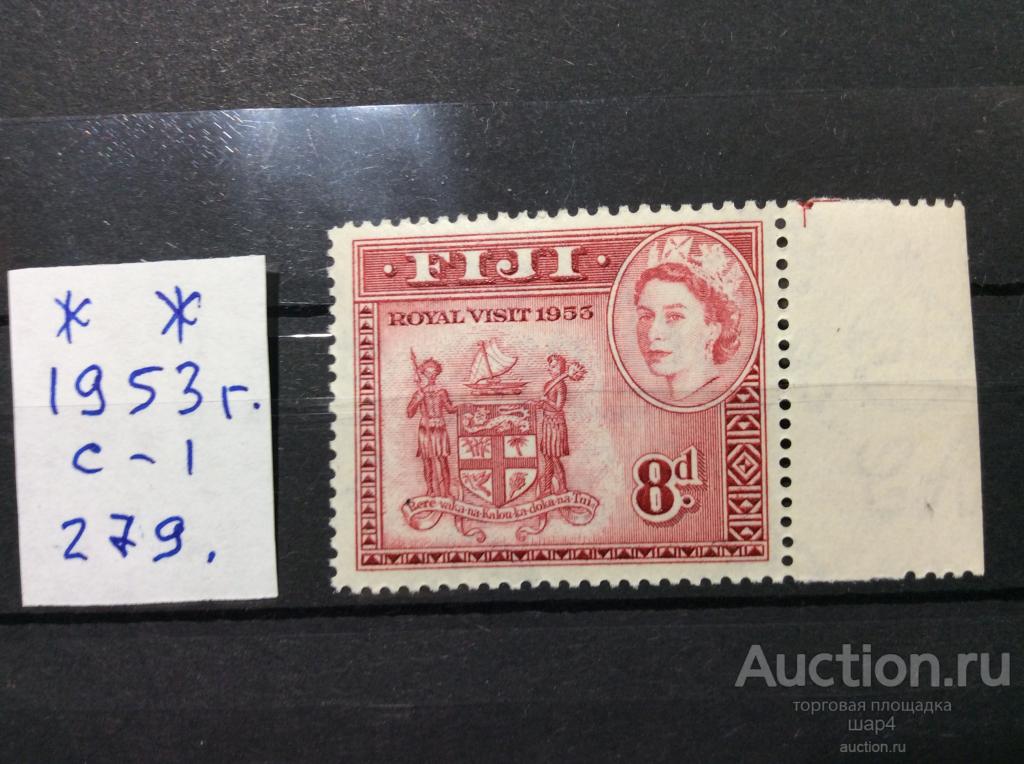 * *
1953г.
с-1
279.
· FIJI ·
ROYAL VISIT 1953
8d.
Rere-vaka-na-Kalou-ka-doka-na-Tui
Auction.ru
торговая площадка
шар4
auction.ru